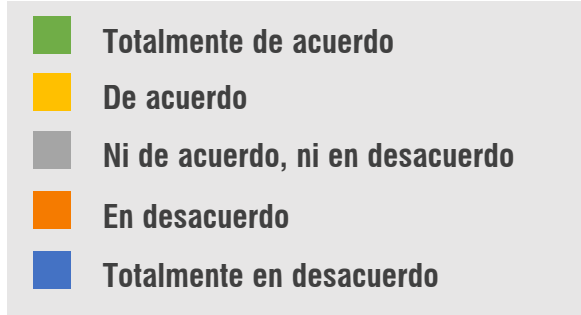 Totalmente de acuerdo
De acuerdo
Ni de acuerdo, ni en desacuerdo
En desacuerdo
Totalmente en desacuerdo